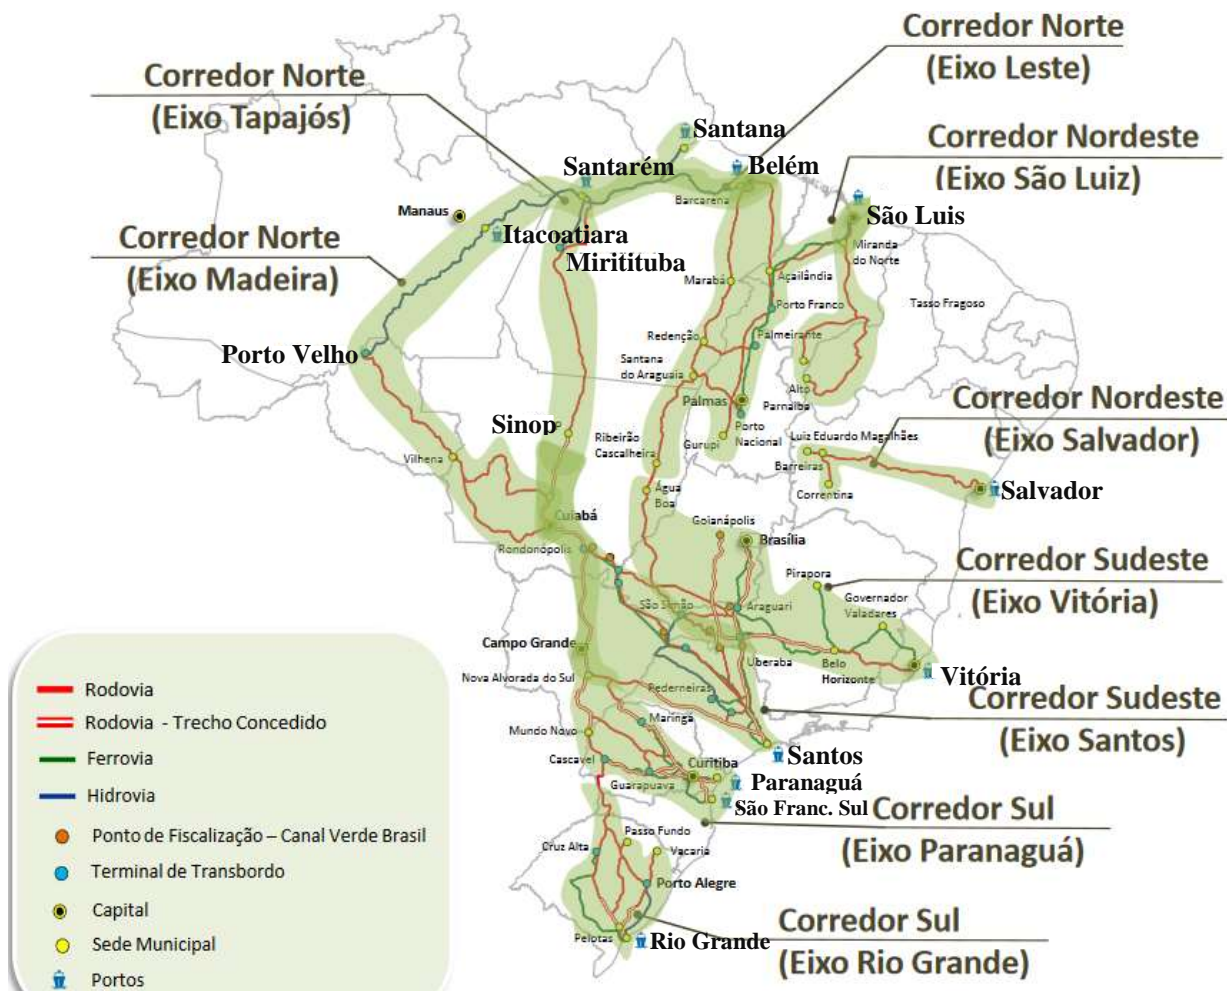 Corredor Norte
(Eixo Leste)
Corredor Norte
(Eixo Tapajós)
Santana
Corredor Nordeste
(Eixo São Luiz)
Santarém
Belém
Barcarena
Manaus
São Luis
Itacoatiara
Corredor Norte
(Eixo Madeira)
Miritituba
Miranda
do Norte
Marabá
Açailândia
Tasso Fragoso
Porto Franco
Redenção
Palmeirante
Porto Velho
Santana
do Araguaia
Alto
Parnaíba
Palmas
Corredor Nordeste
(Eixo Salvador)
Sinop
Porto
Nacional
Ribeirão
Cascalheira
Gurupi
Luiz Eduardo Magalhães
Vilhena
Barreiras
Correntina
Salvador
Água
Boa
Cuiabá
Goianápolis
Brasília
Rondonópolis
Corredor Sudeste
(Eixo Vitória)
Pirapora
Governador
Valadares
São Simão
Araguari
Campo Grande
Uberaba
Belo
Horizonte
Vitória
Nova Alvorada do Sul
Pederneiras
Corredor Sudeste
(Eixo Santos)
Maringá
Mundo Novo
Santos
Cascavel
Curitiba
Guarapuava
Paranaguá
São Franc. Sul
Corredor Sul
(Eixo Paranaguá)
Passo Fundo
Cruz Alta
Vacaria
Porto Alegre
Pelotas
Rio Grande
Corredor Sul
(Eixo Rio Grande)
Rodovia
Rodovia - Trecho Concedido
Ferrovia
Hidrovia
Ponto de Fiscalização – Canal Verde Brasil
Terminal de Transbordo
Capital
Sede Municipal
Portos